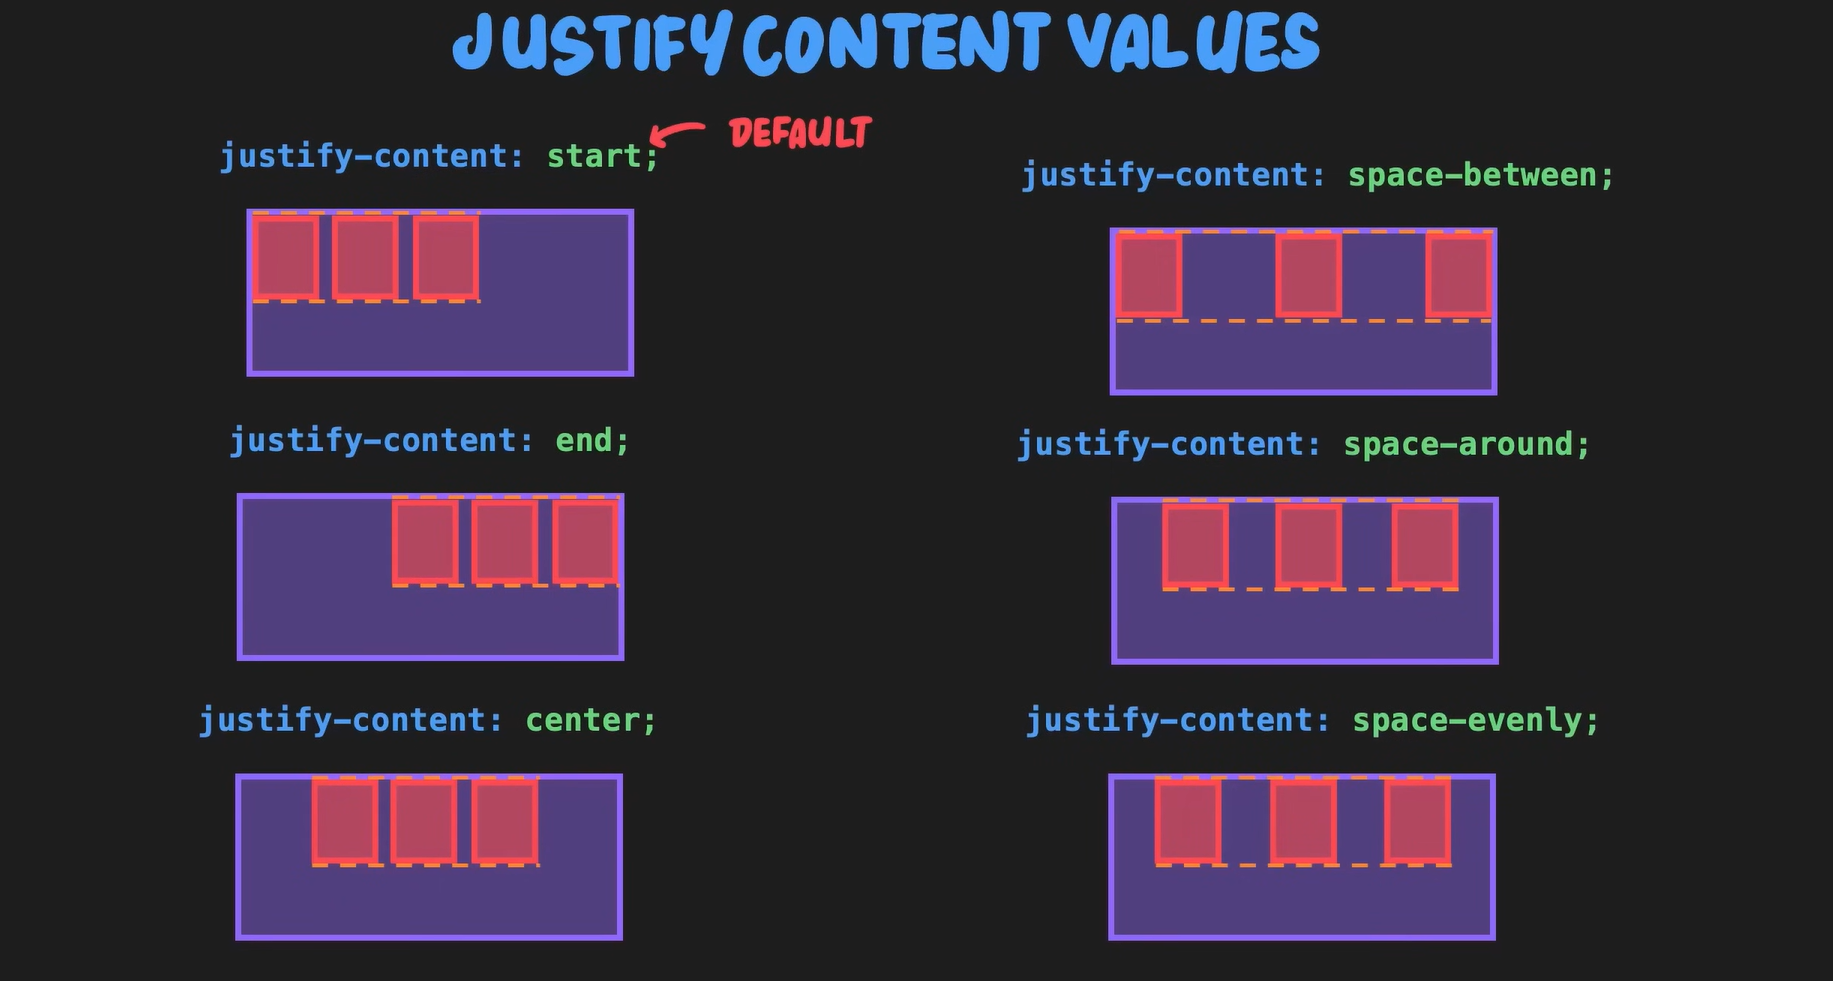 JUSTIFY CONTENT VALUES
justify-content: start;
DEFAULT
justify-content: end;
justify-content: center;
justify-content: space-between;
justify-content: space-around;
justify-content: space-evenly;